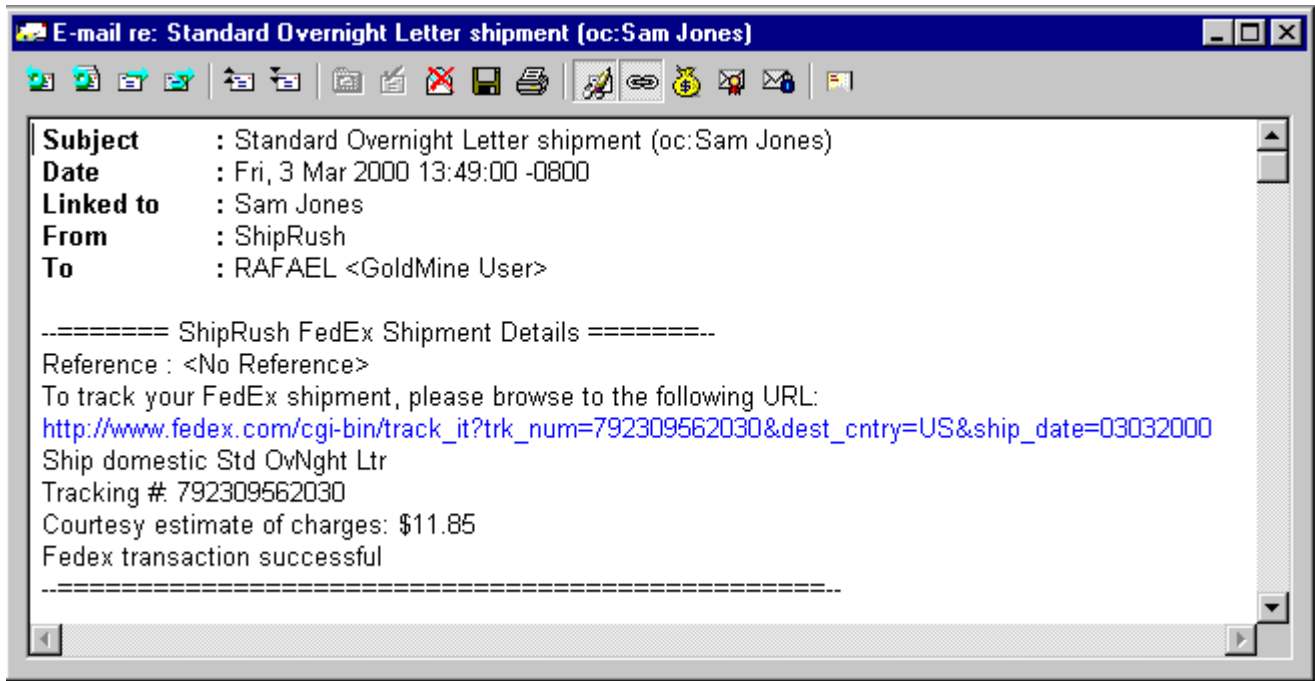 E-mail re: Standard Overnight Letter shipment (oc:Sam Jones)
Subject : Standard Overnight Letter shipment (oc:Sam Jones)
Date : Fri, 3 Mar 2000 13:49:00 -0800
Linked to : Sam Jones
From : ShipRush
To : RAFAEL <GoldMine User>
--======= ShipRush FedEx Shipment Details =======--
Reference : <No Reference>
To track your FedEx shipment, please browse to the following URL:
http://www.fedex.com/cgi-bin/track_it?trk_num=792309562030&dest_cntry=US&ship_date=03032000
Ship domestic Std OvNght Ltr
Tracking #: 792309562030
Courtesy estimate of charges: $11.85
Fedex transaction successful
--================================================--